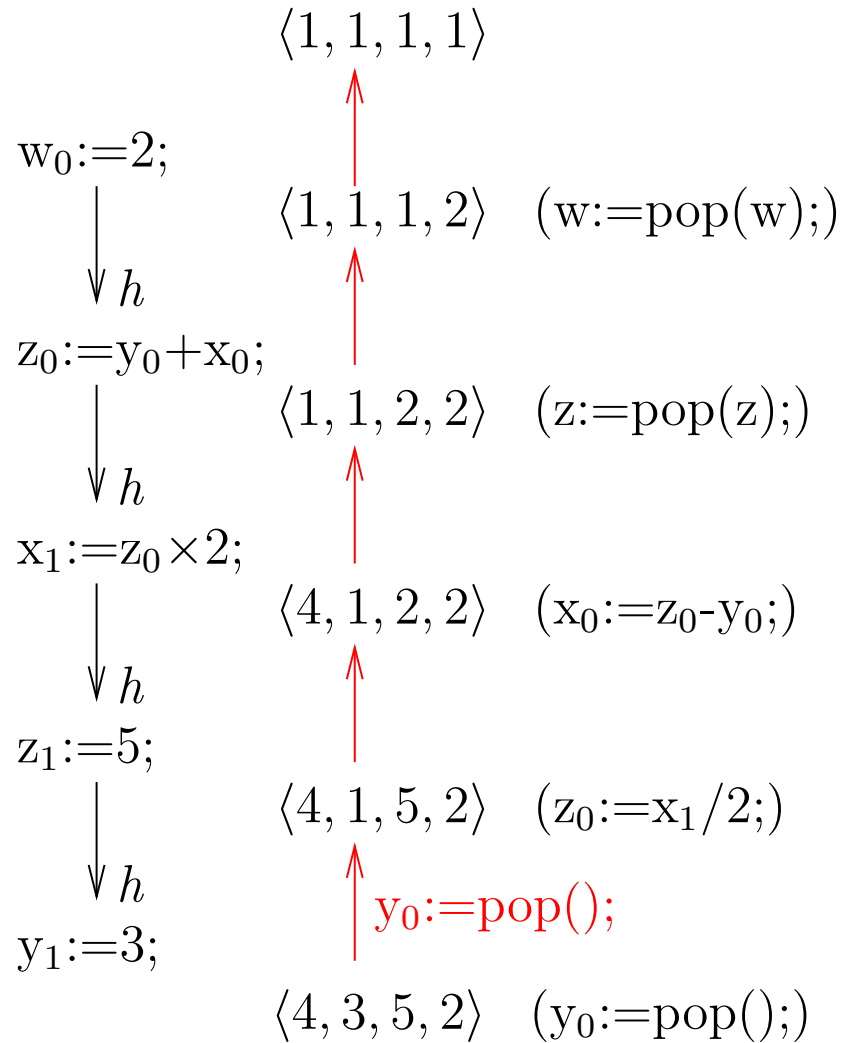 ⟨1, 1, 1, 1⟩
w₀:=2;
⟨1, 1, 1, 2⟩ (w:=pop(w);)
h
z₀:=y₀+x₀;
⟨1, 1, 2, 2⟩ (z:=pop(z);)
h
x₁:=z₀×2;
⟨4, 1, 2, 2⟩ (x₀:=z₀-y₀;)
h
z₁:=5;
⟨4, 1, 5, 2⟩ (z₀:=x₁/2;)
h
y₀:=pop();
y₁:=3;
⟨4, 3, 5, 2⟩ (y₀:=pop();)